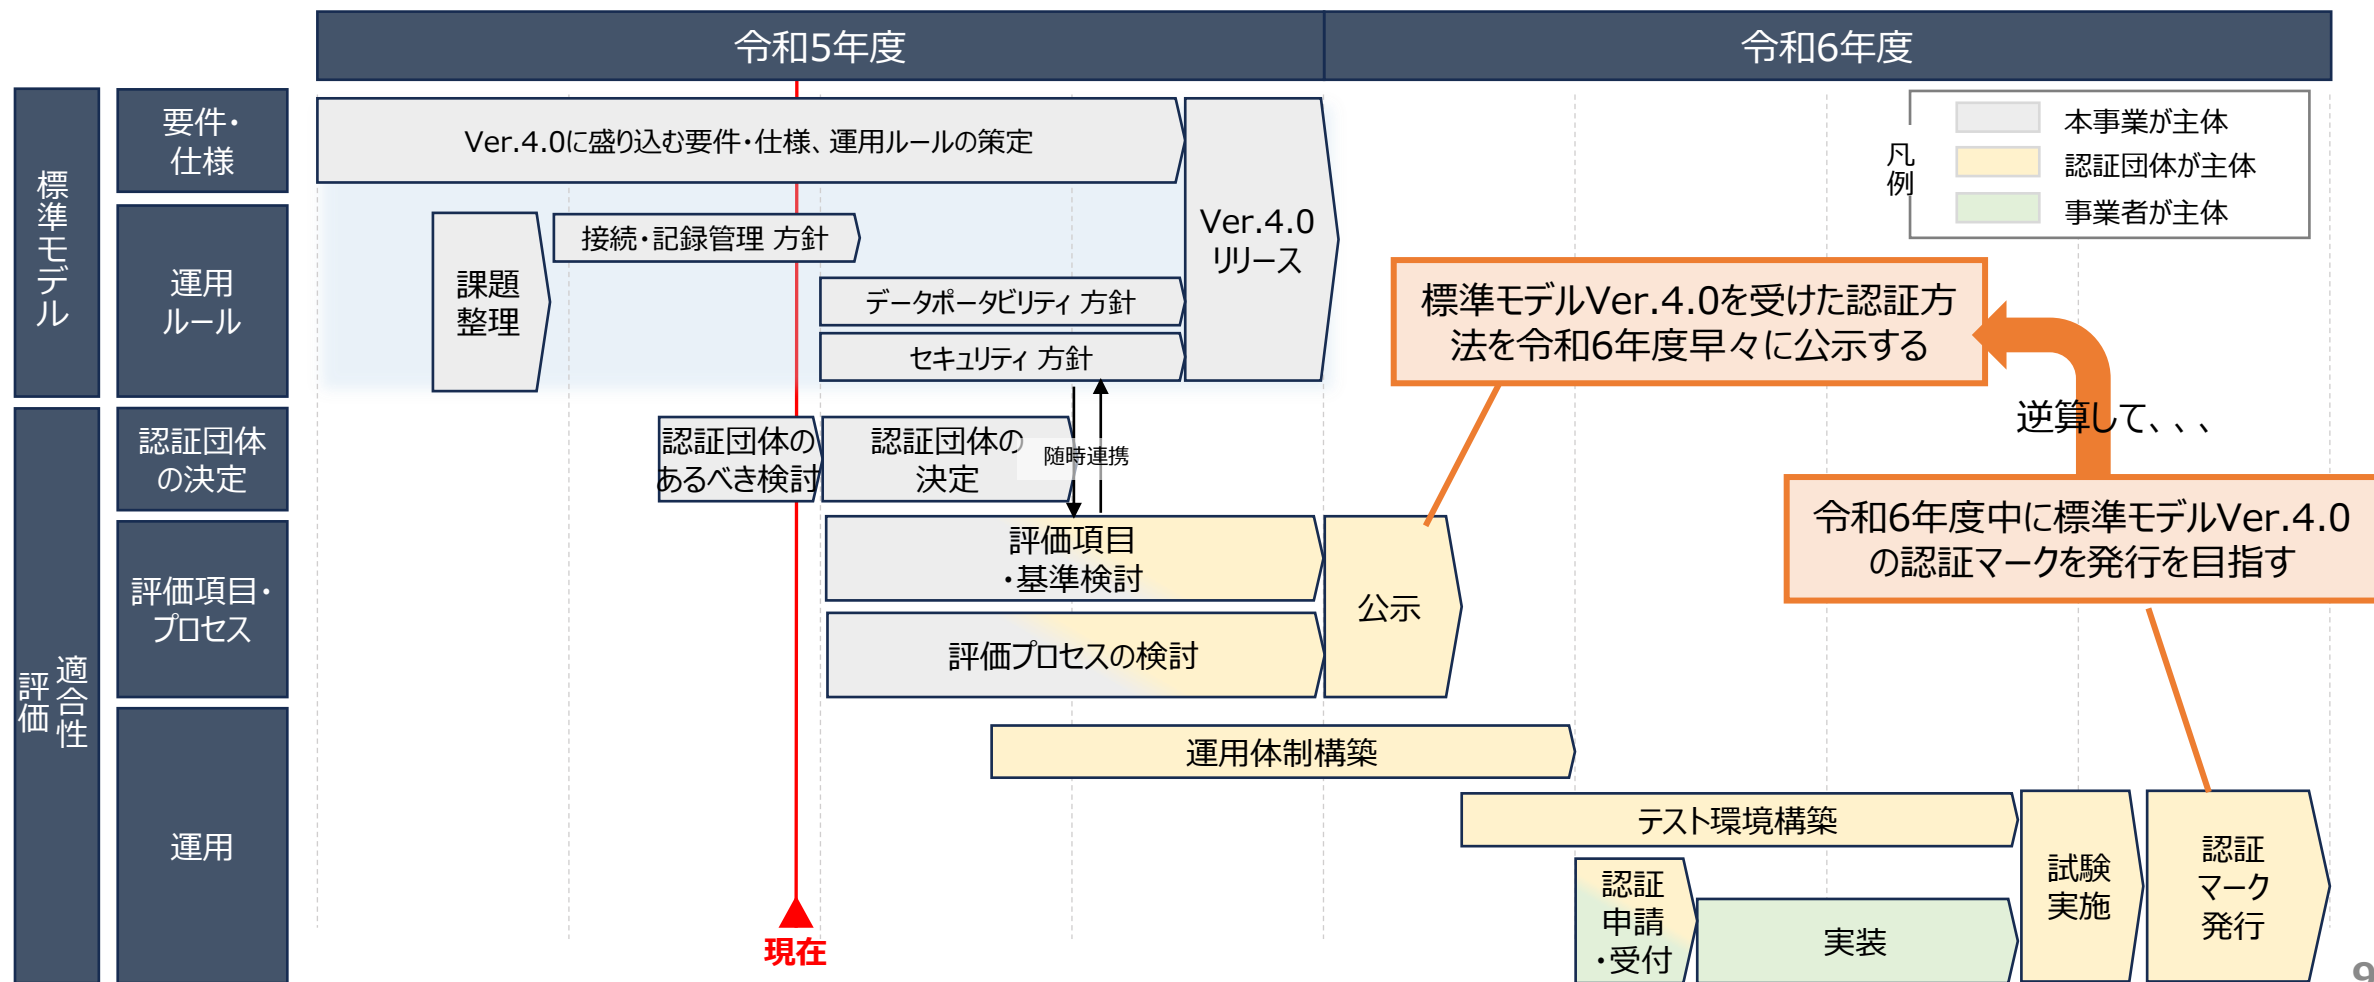 令和5年度
令和6年度
標準モデル
要件・
仕様
Ver.4.0に盛り込む要件・仕様、運用ルールの策定
Ver.4.0
リリース
凡例
本事業が主体
認証団体が主体
事業者が主体
運用
ルール
課題
整理
接続・記録管理 方針
データポータビリティ 方針
セキュリティ 方針
標準モデルVer.4.0を受けた認証方
法を令和6年度早々に公示する
逆算して、、、
令和6年度中に標準モデルVer.4.0
の認証マークを発行を目指す
適合性
評価
認証団体
の決定
認証団体の
あるべき検討
認証団体の
決定
随時連携
評価項目・
プロセス
評価項目
・基準検討
評価プロセスの検討
公示
運用
運用体制構築
テスト環境構築
認証
申請
・受付
実装
試験
実施
認証
マーク
発行
現在
9